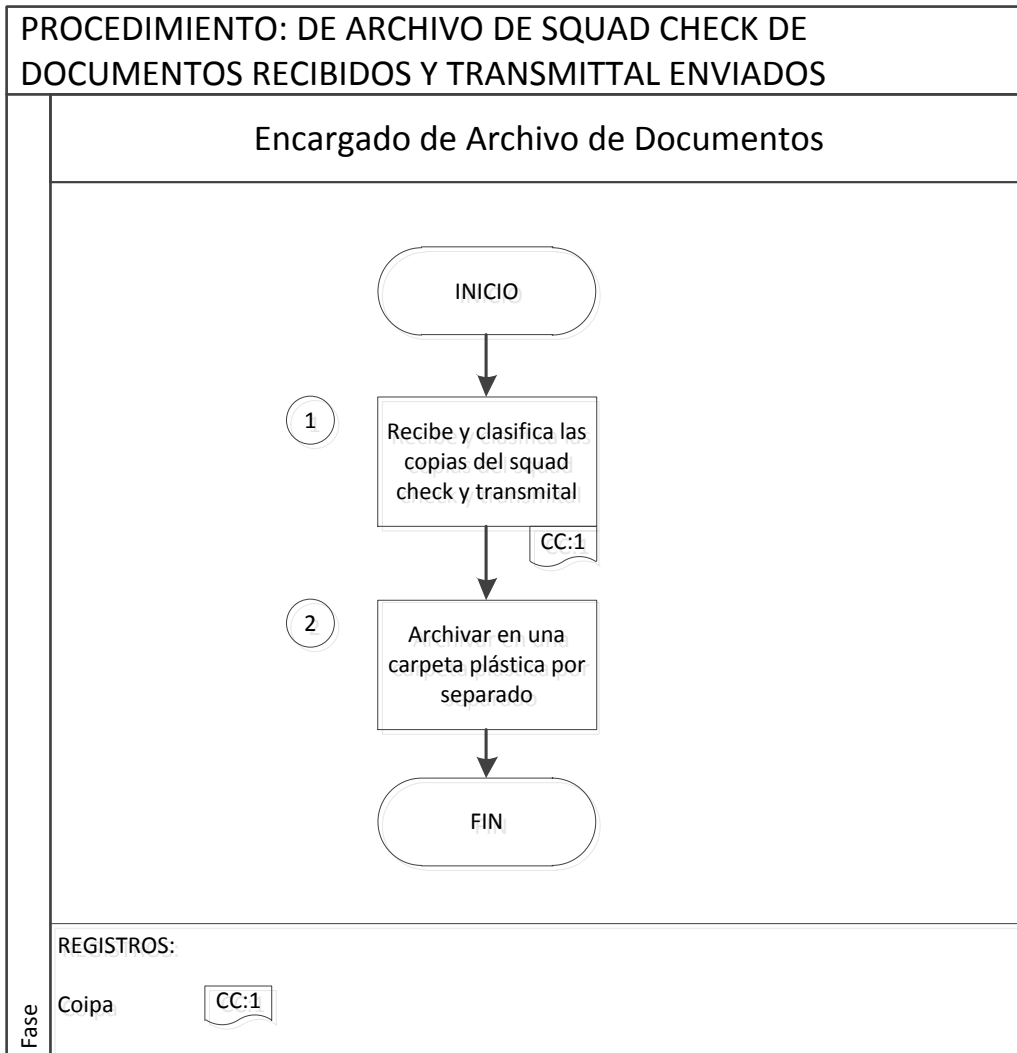 PROCEDIMIENTO: DE ARCHIVO DE SQUAD CHECK DE
DOCUMENTOS RECIBIDOS Y TRANSMITTAL ENVIADOS
Encargado de Archivo de Documentos
INICIO
1
Recibe y clasifica las
copias del squad
check y transmital
CC:1
2
Archivar en una
carpeta plástica por
separado
FIN
REGISTROS:
Coipa
CC:1
Fase